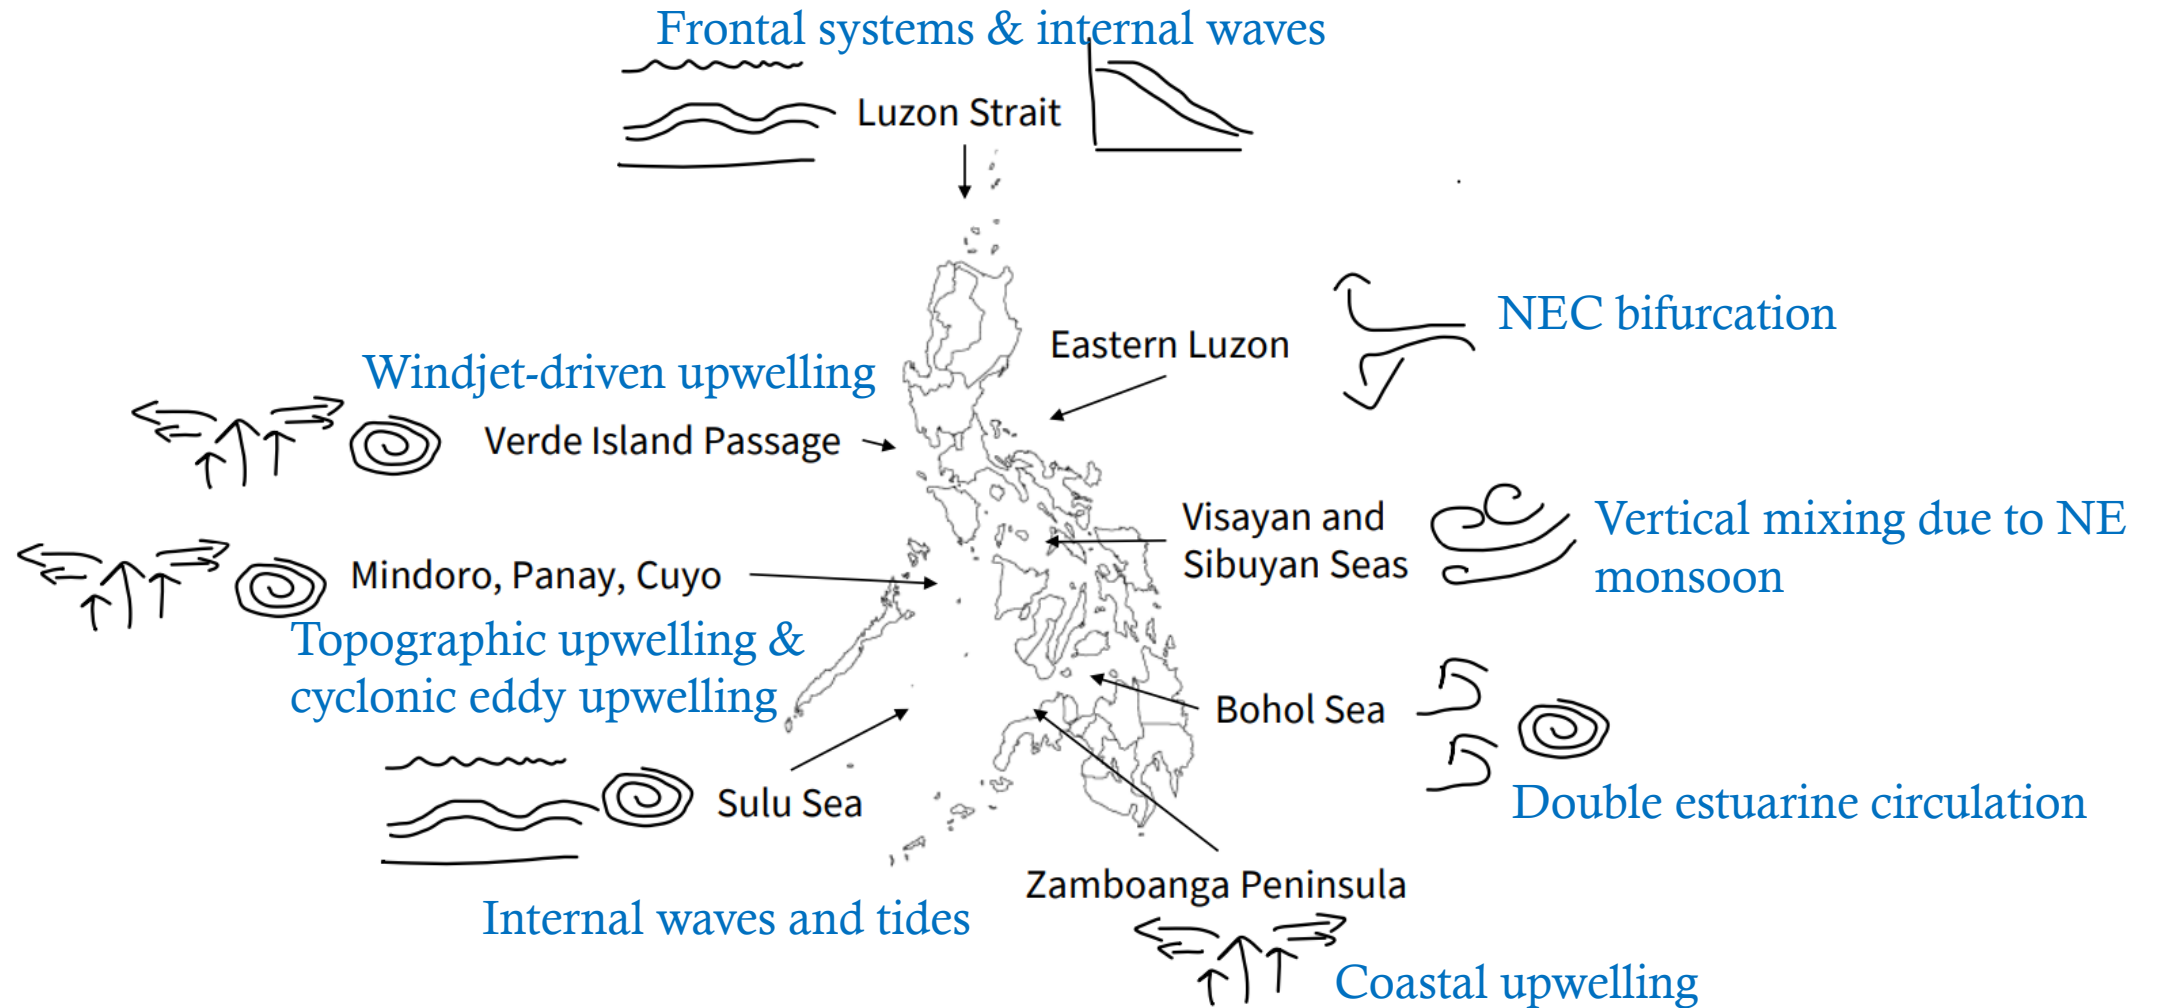 Frontal systems & internal waves
Luzon Strait
NEC bifurcation
Eastern Luzon
Windjet-driven upwelling
Verde Island Passage
Visayan and
Sibuyan Seas
Vertical mixing due to NE
monsoon
Mindoro, Panay, Cuyo
Topographic upwelling &
cyclonic eddy upwelling
Bohol Sea
Double estuarine circulation
Sulu Sea
Internal waves and tides
Zamboanga Peninsula
Coastal upwelling